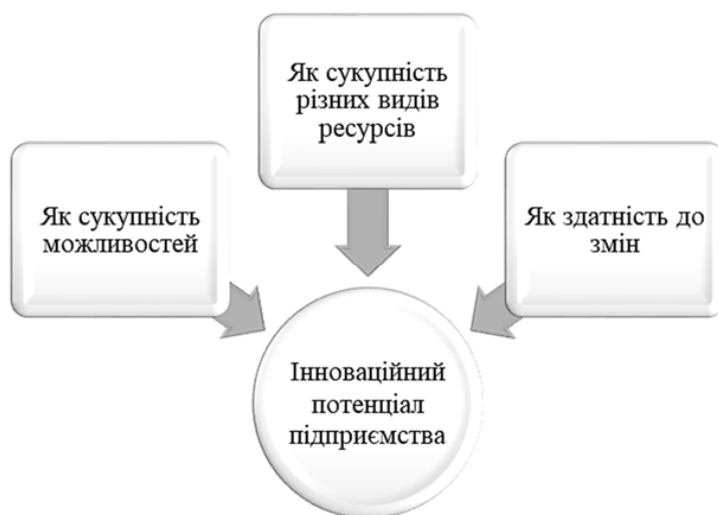 Як сукупність
різних видів
ресурсів
Як сукупність
можливостей
Як здатність до
змін
Інноваційний
потенціал
підприємства